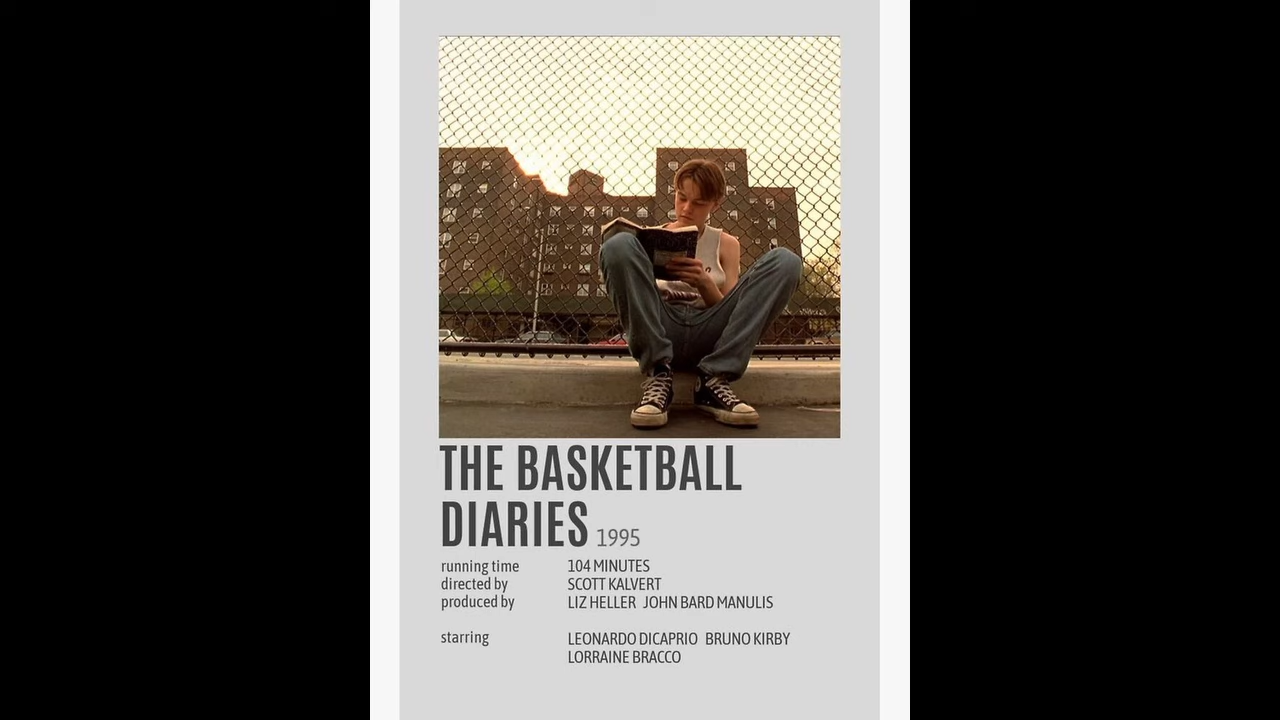 THE BASKETBALL
DIARIES 1995
running time 104 MINUTES
directed by SCOTT KALVERT
produced by LIZ HELLER JOHN BARD MANULIS
starring LEONARDO DICAPRIO BRUNO KIRBY
LORRAINE BRACCO